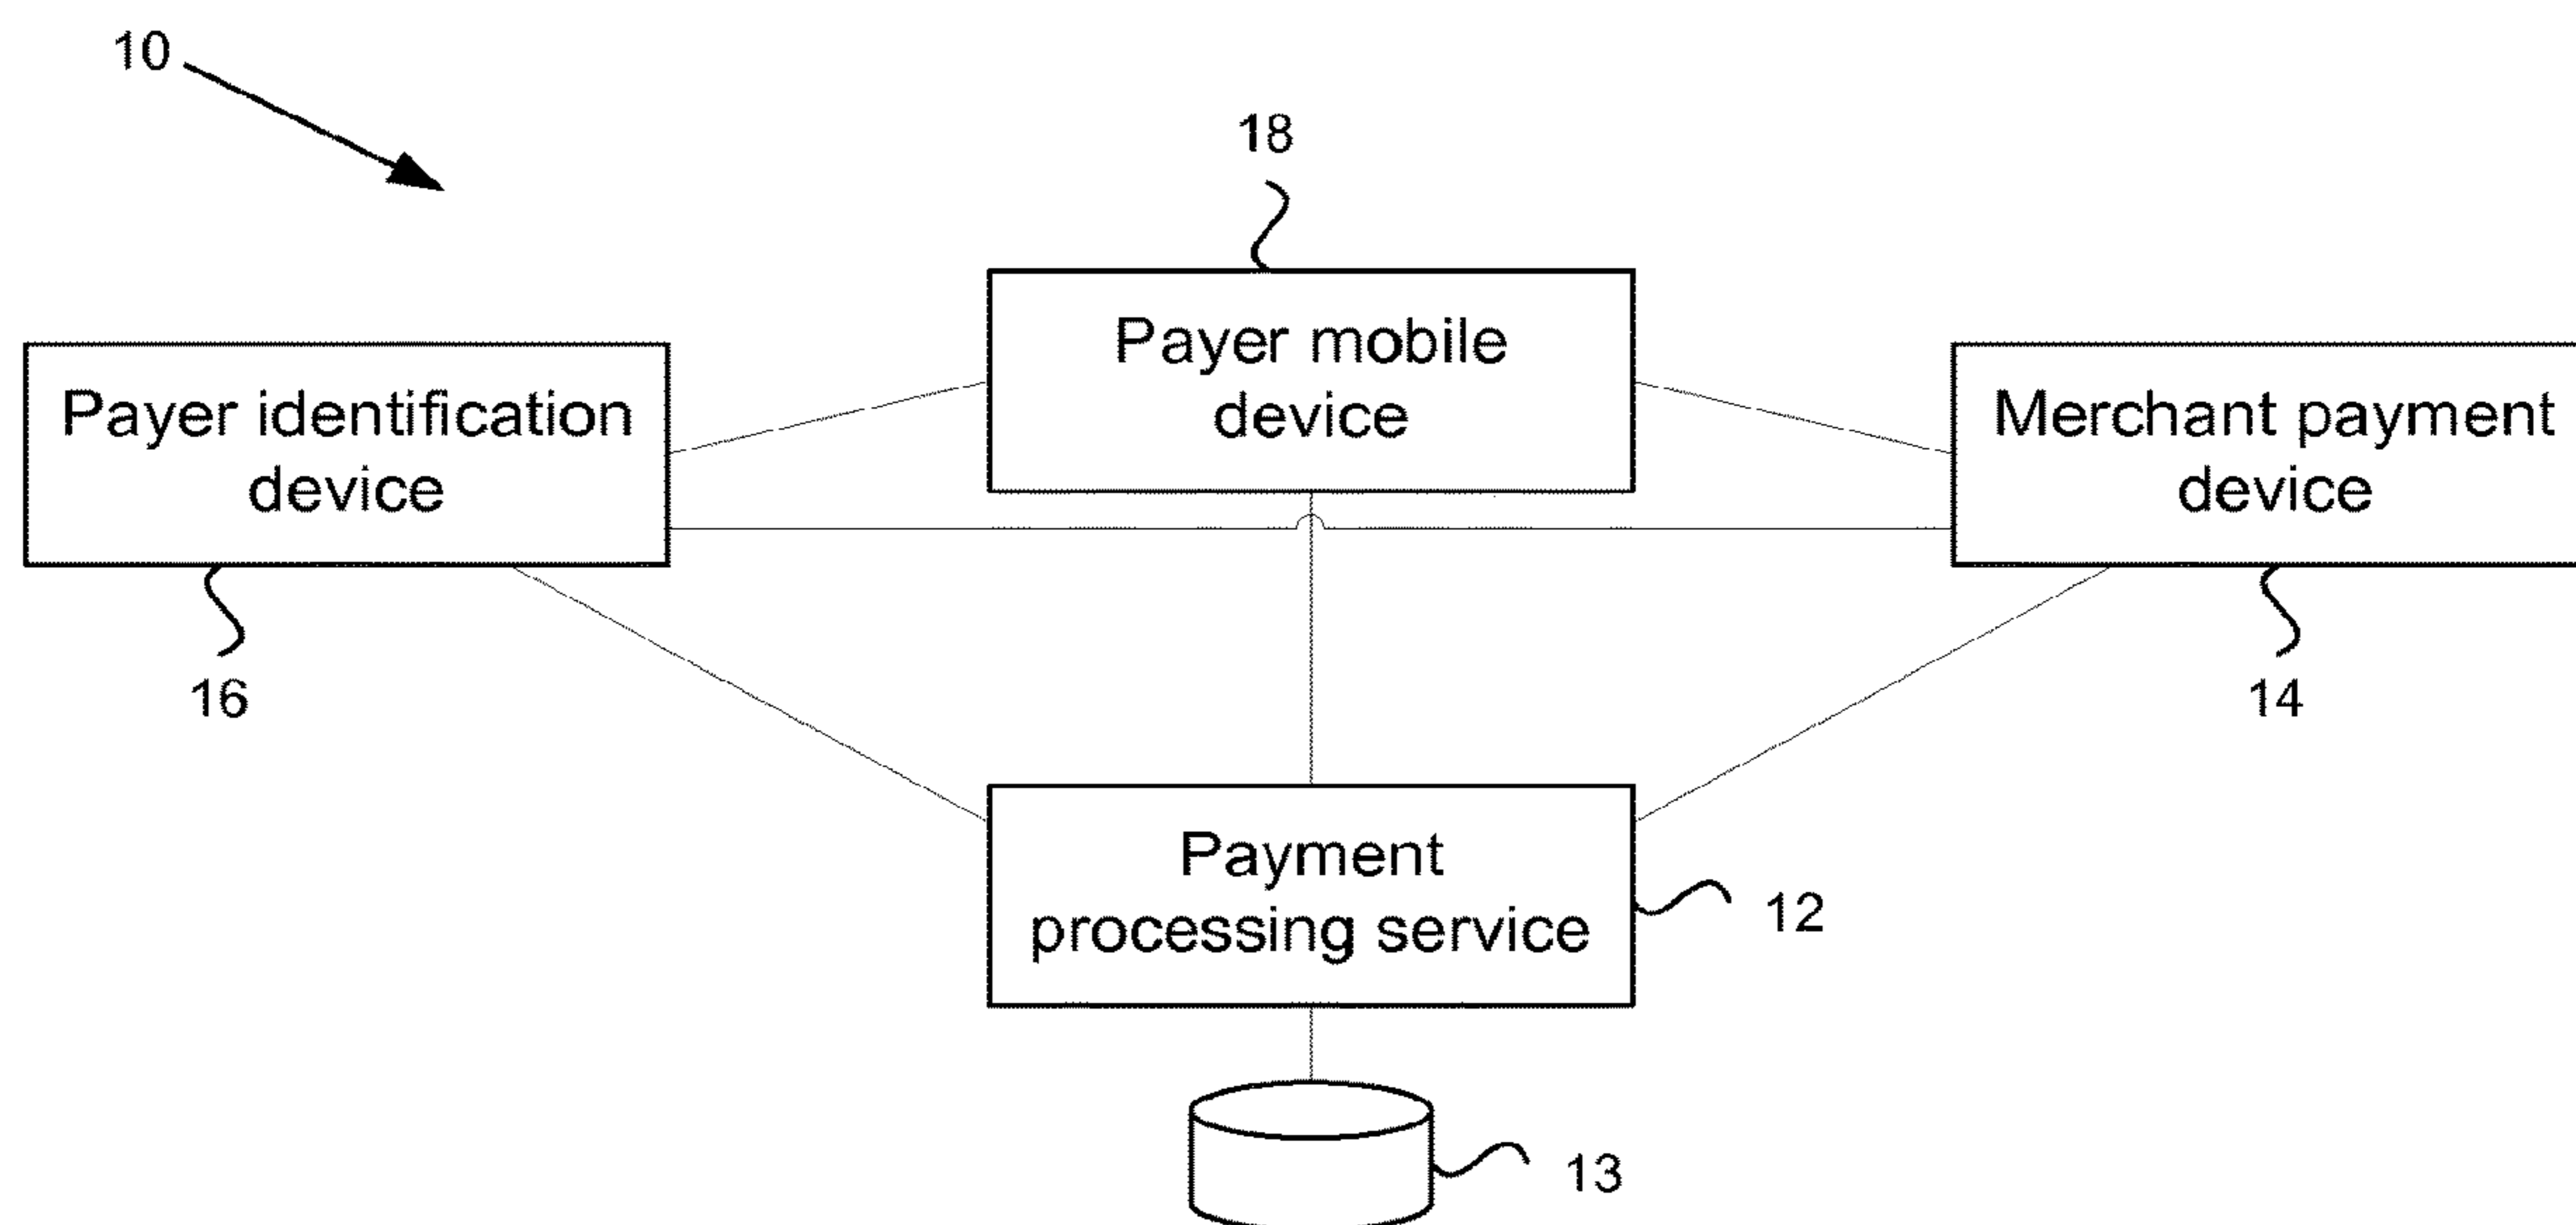 10
18
Payer mobile
device
Payer identification
device
Merchant payment
device
16
14
Payment
processing service
12
13